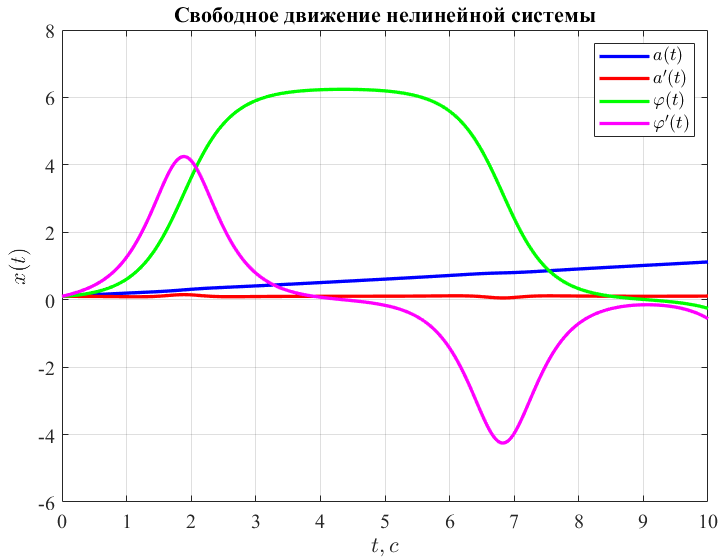 Свободное движение нелинейной системы
a(t)
a′(t)
φ(t)
φ′(t)
x(t)
8
6
4
2
0
-2
-4
-6
0 1 2 3 4 5 6 7 8 9 10
t, c